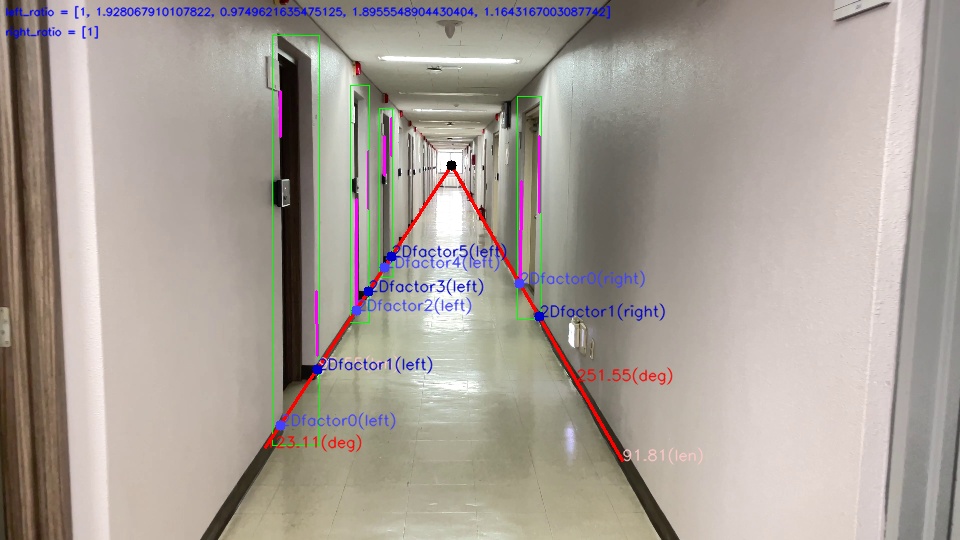 left_ratio = [1, 1.928067910107822, 0.9749621635475125, 1.8955548904430404, 1.1643167003087742]
right_ratio = [1]
2Dfactor5(left)
2Dfactor4(left)
2Dfactor0(right)
2Dfactor3(left)
2Dfactor2(left)
2Dfactor1(right)
2Dfactor1(left)
251.55(deg)
2Dfactor0(left)
23.11(deg)
91.81(len)